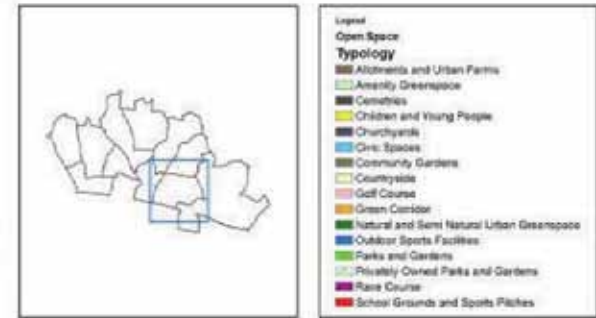 Legend
Open Space
Typology
Allotments and Urban Farms
Amenity Greenspace
Cemetries
Children and Young People
Churchyards
Civic Spaces
Community Gardens
Countryside
Golf Course
Green Corridor
Natural and Semi Natural Urban Greenspace
Outdoor Sports Facilities
Parks and Gardens
Privately Owned Parks and Gardens
Race Course
School Grounds and Sports Pitches